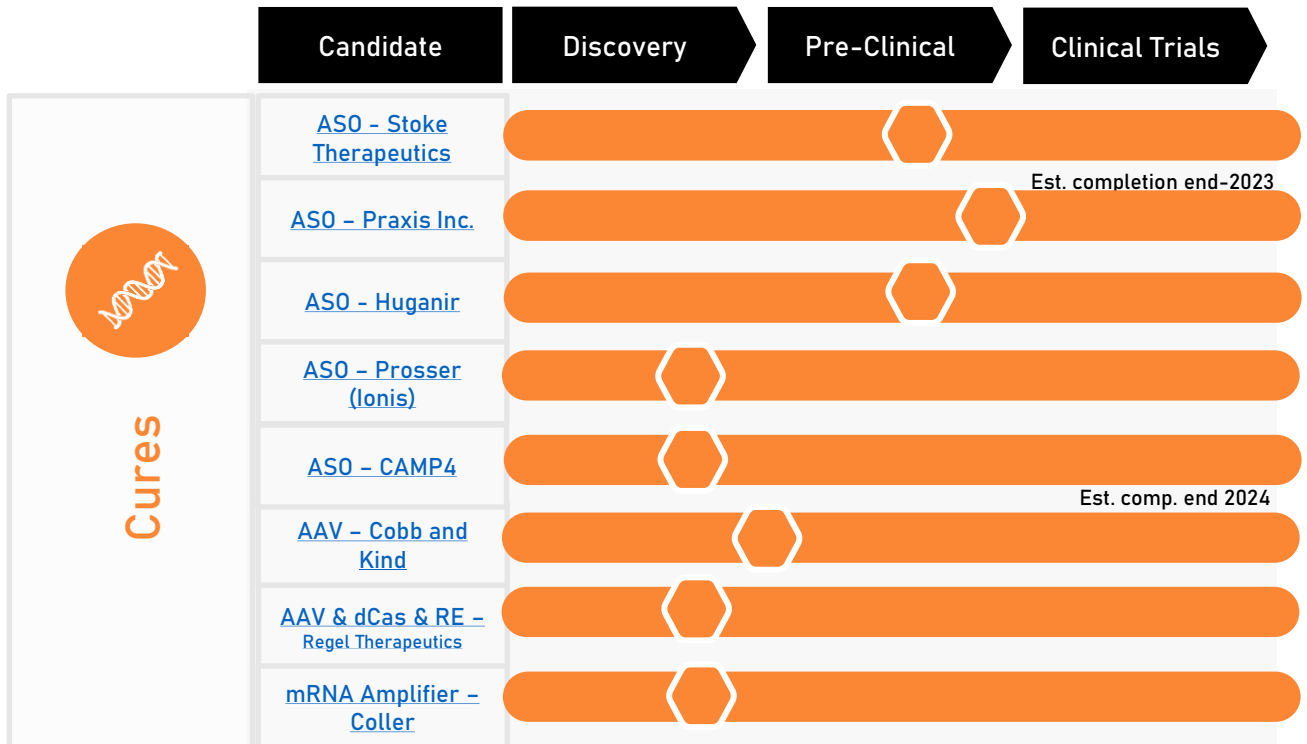 Candidate
Discovery
Pre-Clinical
Clinical Trials
Cures
ASO - Stoke
Therapeutics
Est. completion end-2023
ASO – Praxis Inc.
ASO - Huganir
ASO – Prosser
(Ionis)
ASO – CAMP4
Est. comp. end 2024
AAV – Cobb and
Kind
AAV & dCas & RE –
Regel Therapeutics
mRNA Amplifier –
Coller